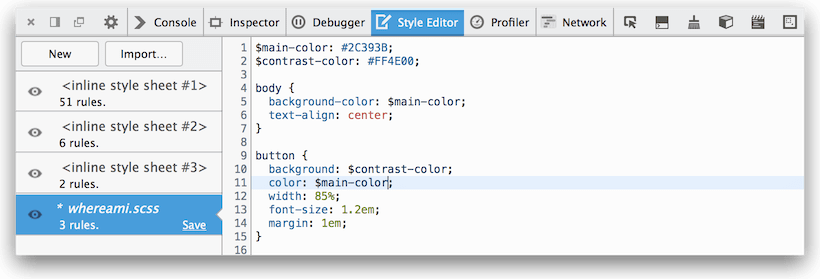 Console Inspector Debugger Style Editor Profiler Network
New Import...
<inline style sheet #1>
51 rules.
<inline style sheet #2>
6 rules.
<inline style sheet #3>
2 rules.
* whereami.scss
3 rules. Save
1 $main-color: #2C393B;
2 $contrast-color: #FF4E00;
3
4 body {
5   background-color: $main-color;
6   text-align: center;
7 }
8
9 button {
10   background: $contrast-color;
11   color: $main-color;
12   width: 85%;
13   font-size: 1.2em;
14   margin: 1em;
15 }
16